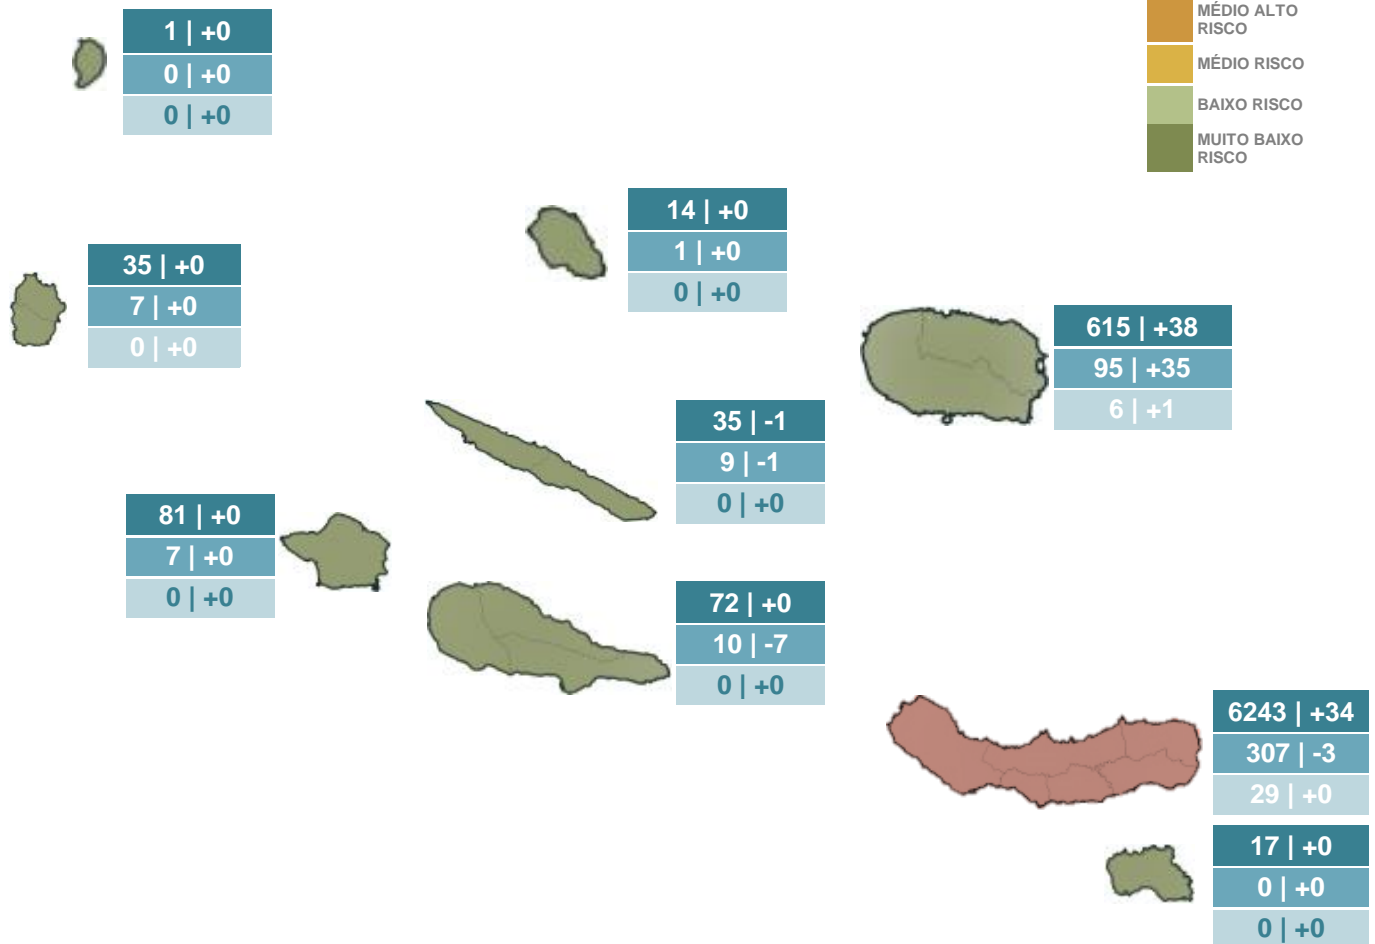 1 | +0
0 | +0
0 | +0
MÉDIO ALTO
RISCO
MÉDIO RISCO
BAIXO RISCO
MUITO BAIXO
RISCO
14 | +0
1 | +0
0 | +0
35 | +0
7 | +0
0 | +0
615 | +38
95 | +35
6 | +1
35 | -1
9 | -1
0 | +0
81 | +0
7 | +0
0 | +0
72 | +0
10 | -7
0 | +0
6243 | +34
307 | -3
29 | +0
17 | +0
0 | +0
0 | +0